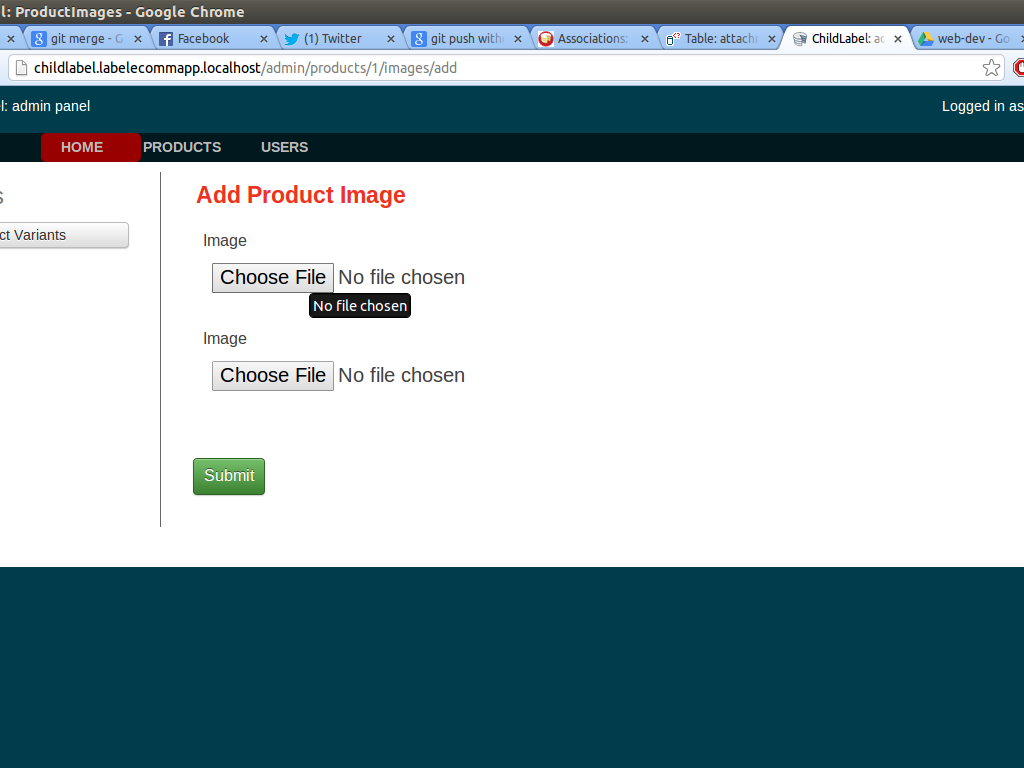 l: ProductImages - Google Chrome
git merge - G
Facebook
(1) Twitter
git push with
Associations:
Table: attach
ChildLabel: ad
web-dev - Go
childlabel.labelecommapp.localhost/admin/products/1/images/add
l: admin panel
Logged in as
HOME
PRODUCTS
USERS
s
ct Variants
Add Product Image
Image
Choose File No file chosen
No file chosen
Image
Choose File No file chosen
Submit